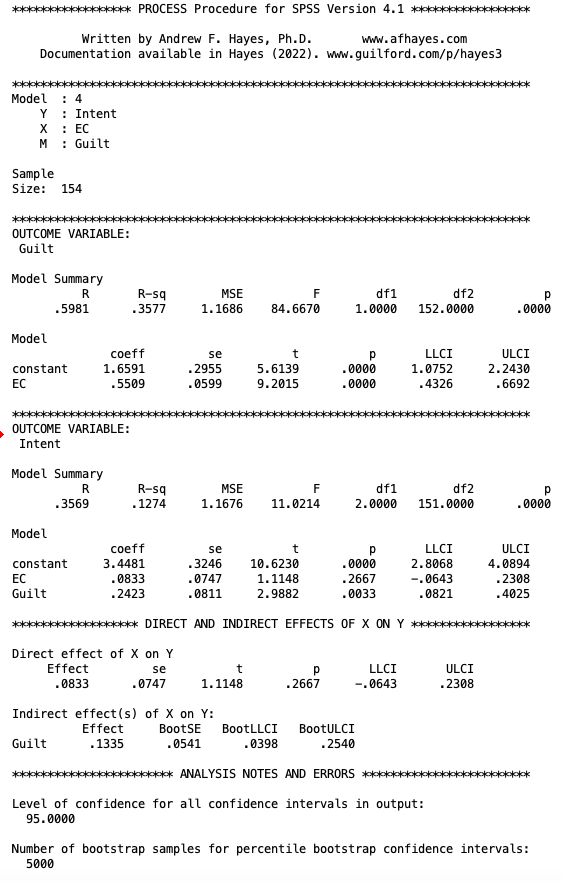 ****************** PROCESS Procedure for SPSS Version 4.1 ******************
Written by Andrew F. Hayes, Ph.D. www.afhayes.com
Documentation available in Hayes (2022). www.guilford.com/p/hayes3
**************************************************************************
Model : 4
Y : Intent
X : EC
M : Guilt
Sample
Size: 154
**************************************************************************
OUTCOME VARIABLE:
Guilt
Model Summary
R R-sq MSE F df1 df2 p
.5981 .3577 1.1686 84.6670 1.0000 152.0000 .0000
Model
coeff se t p LLCI ULCI
constant 1.6591 .2955 5.6139 .0000 1.0752 2.2430
EC .5509 .0599 9.2015 .0000 .4326 .6692
**************************************************************************
OUTCOME VARIABLE:
Intent
Model Summary
R R-sq MSE F df1 df2 p
.3569 .1274 1.1676 11.0214 2.0000 151.0000 .0000
Model
coeff se t p LLCI ULCI
constant 3.4481 .3246 10.6230 .0000 2.8068 4.0894
EC .0833 .0747 1.1148 .2667 -.0643 .2308
Guilt .2423 .0811 2.9882 .0033 .0821 .4025
****************** DIRECT AND INDIRECT EFFECTS OF X ON Y *****************
Direct effect of X on Y
Effect se t p LLCI ULCI
.0833 .0747 1.1148 .2667 -.0643 .2308
Indirect effect(s) of X on Y:
Effect BootSE BootLLCI BootULCI
Guilt .1335 .0541 .0398 .2540
*********************** ANALYSIS NOTES AND ERRORS ************************
Level of confidence for all confidence intervals in output:
95.0000
Number of bootstrap samples for percentile bootstrap confidence intervals:
5000